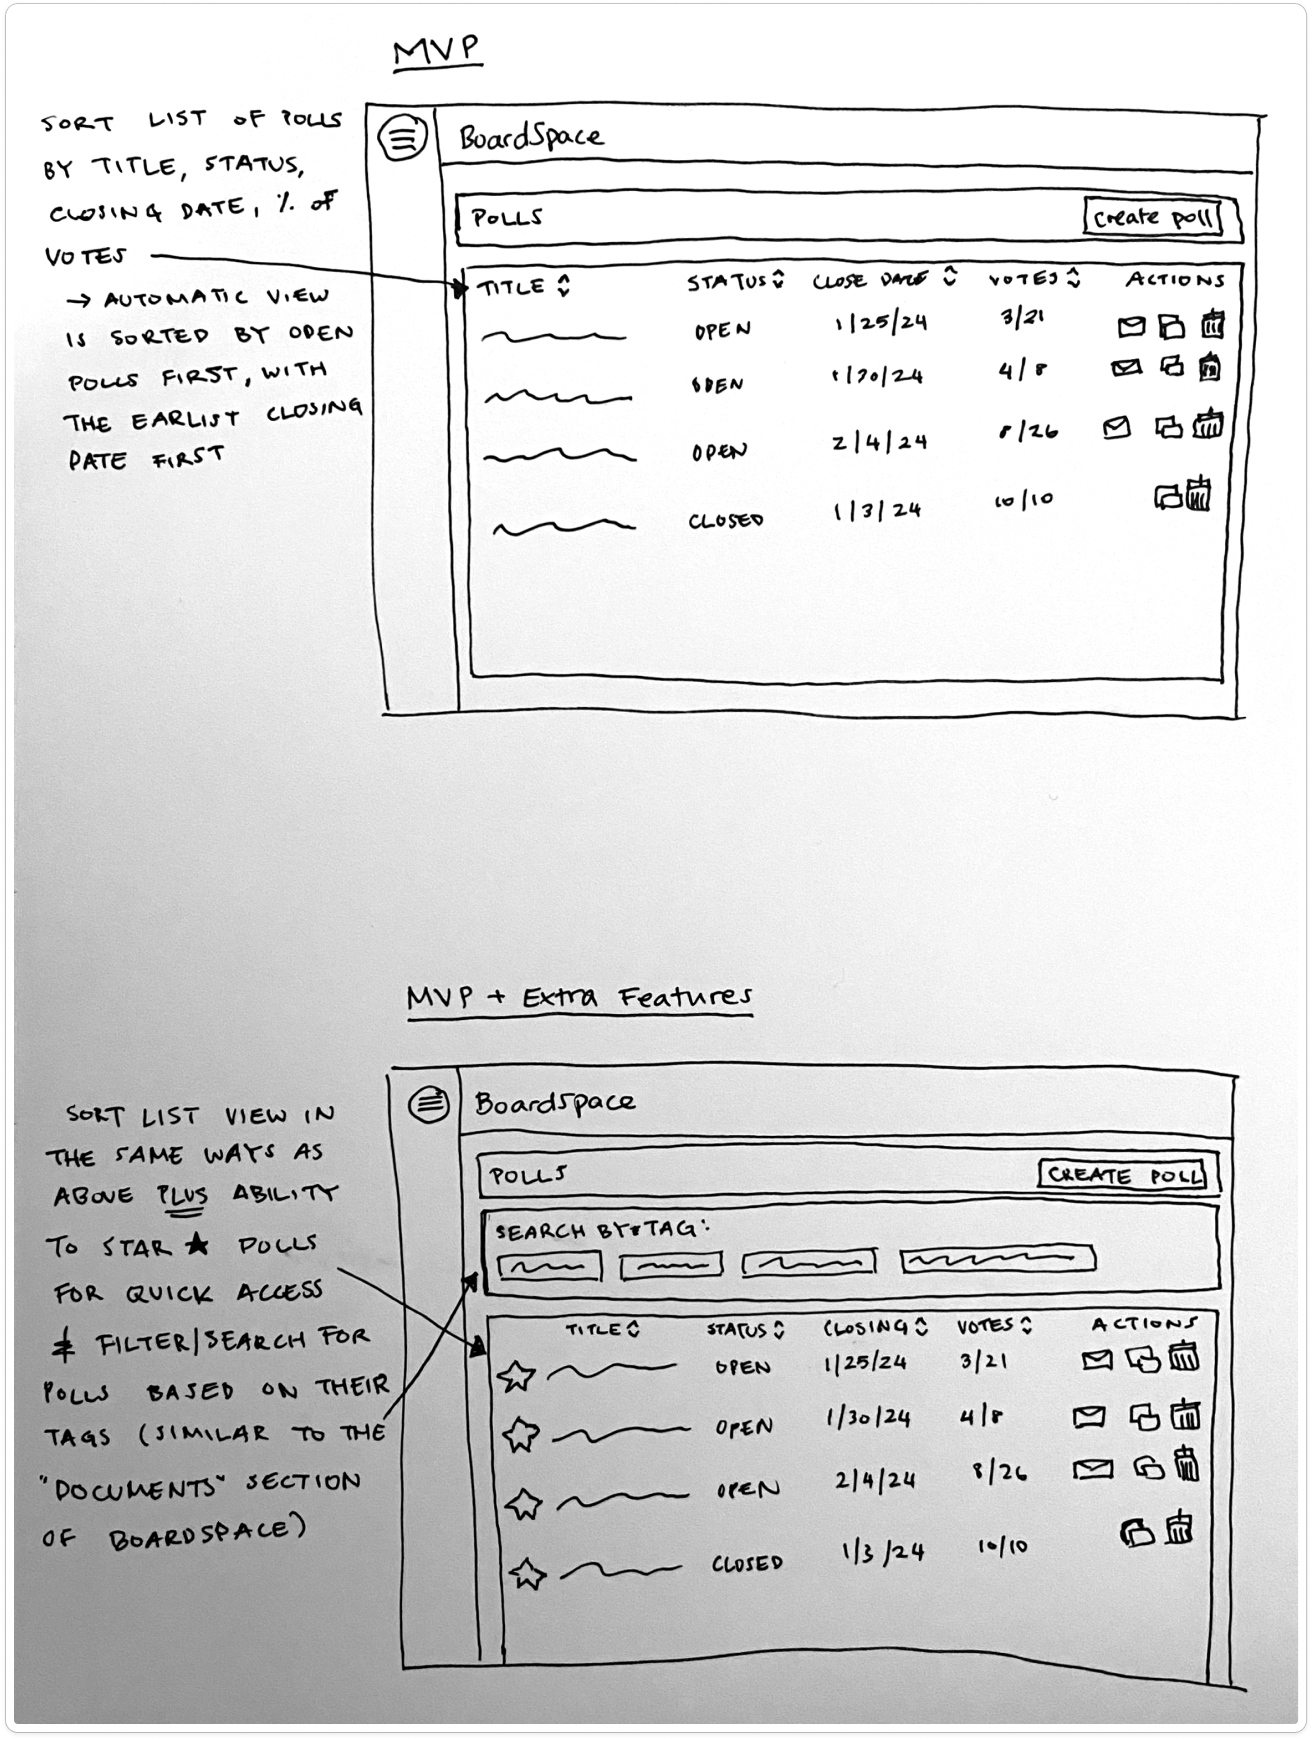 MVP
SORT LIST OF POLLS
BY TITLE, STATUS,
CLOSING DATE, % OF
VOTES
→ AUTOMATIC VIEW
IS SORTED BY OPEN
POLLS FIRST, WITH
THE EARLIST CLOSING
DATE FIRST
BoardSpace
POLLS create poll
TITLE STATUS CLOSE DATE VOTES ACTIONS
OPEN 1/25/24 3/21
OPEN 4/8
OPEN 2/4/24 8/26
CLOSED 1/3/24 10/10
MVP + Extra Features
SORT LIST VIEW IN
THE SAME WAYS AS
ABOVE PLUS ABILITY
TO STAR ★ POLLS
FOR QUICK ACCESS
& FILTER/SEARCH FOR
POLLS BASED ON THEIR
TAGS (SIMILAR TO THE
"DOCUMENTS" SECTION
OF BOARDSPACE)
BoardSpace
POLLS CREATE POLL
SEARCH BY TAG:
TITLE STATUS CLOSING VOTES ACTIONS
OPEN 1/25/24 3/21
OPEN 1/30/24 4/8
OPEN 2/4/24 8/26
CLOSED 1/3/24 10/10